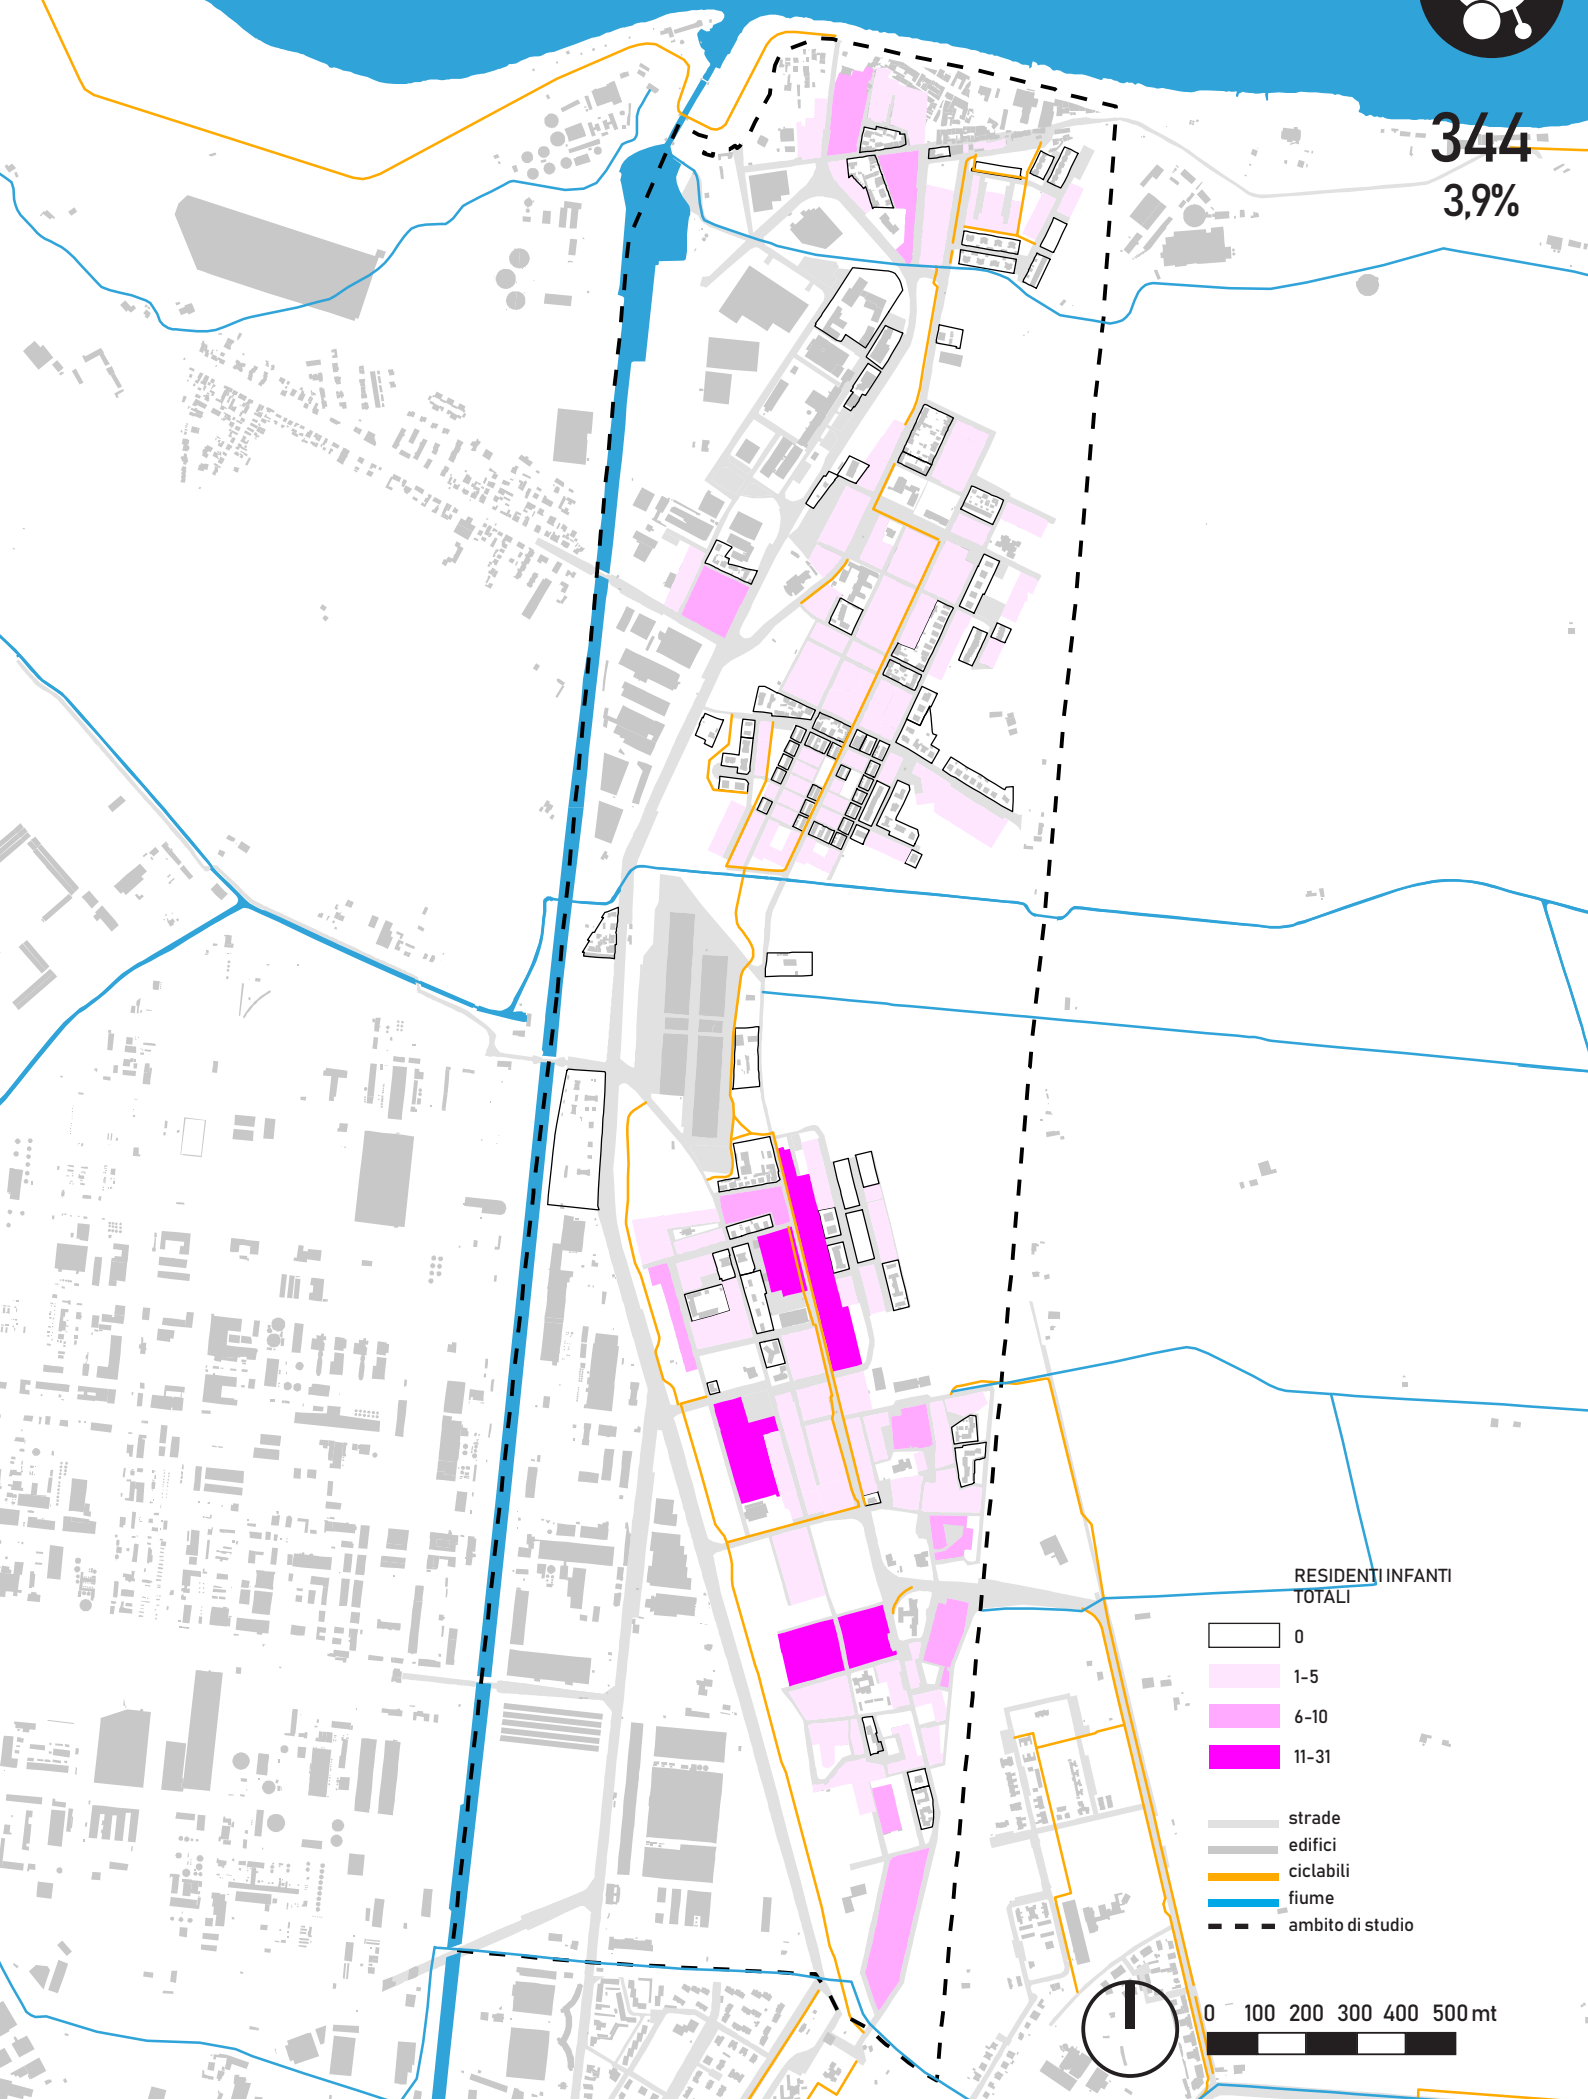 344
3,9%
RESIDENTI INFANTI
TOTALI
0
1-5
6-10
11-31
strade
edifici
ciclabili
fiume
ambito di studio
0 100 200 300 400 500 mt